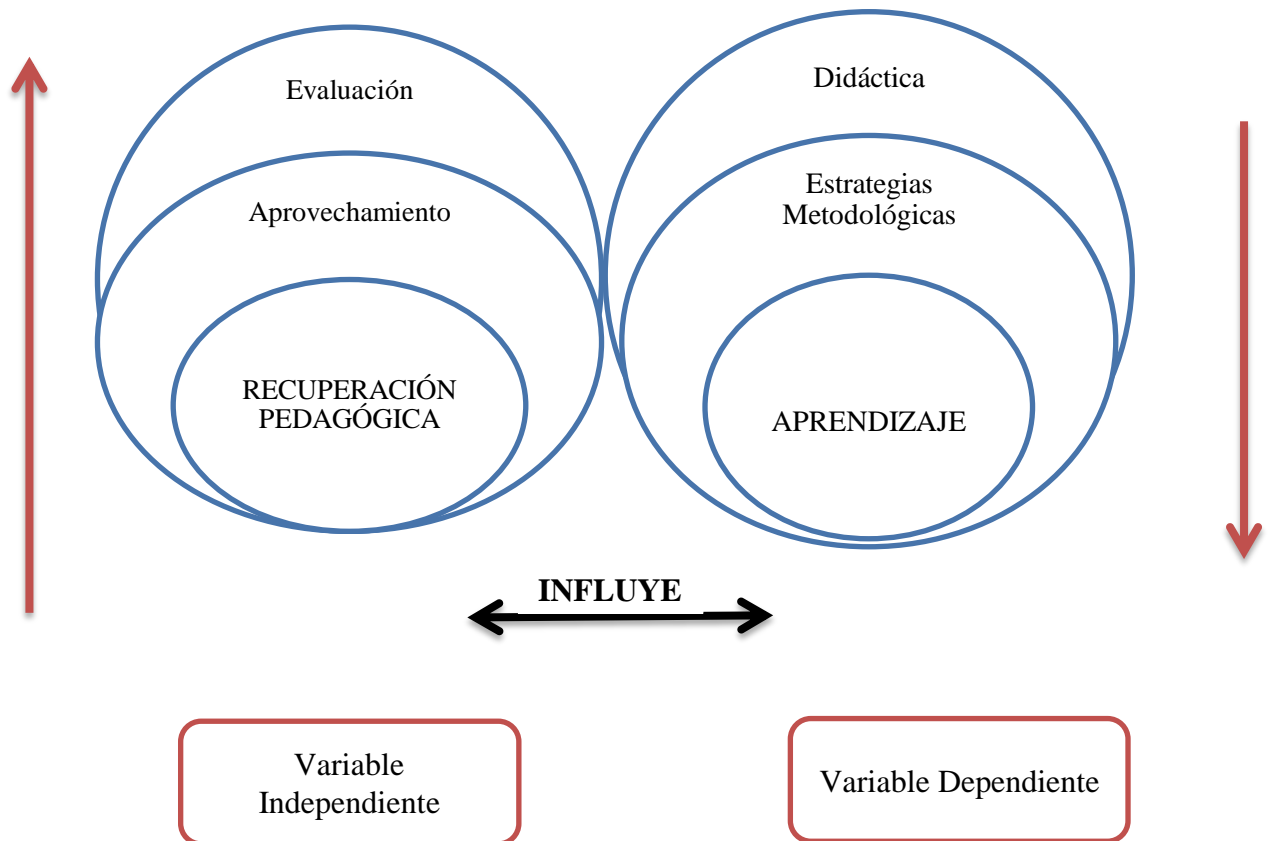 Evaluación
Didáctica
Aprovechamiento
Estrategias
Metodológicas
RECUPERACIÓN
PEDAGÓGICA
APRENDIZAJE
INFLUYE
Variable
Independiente
Variable Dependiente